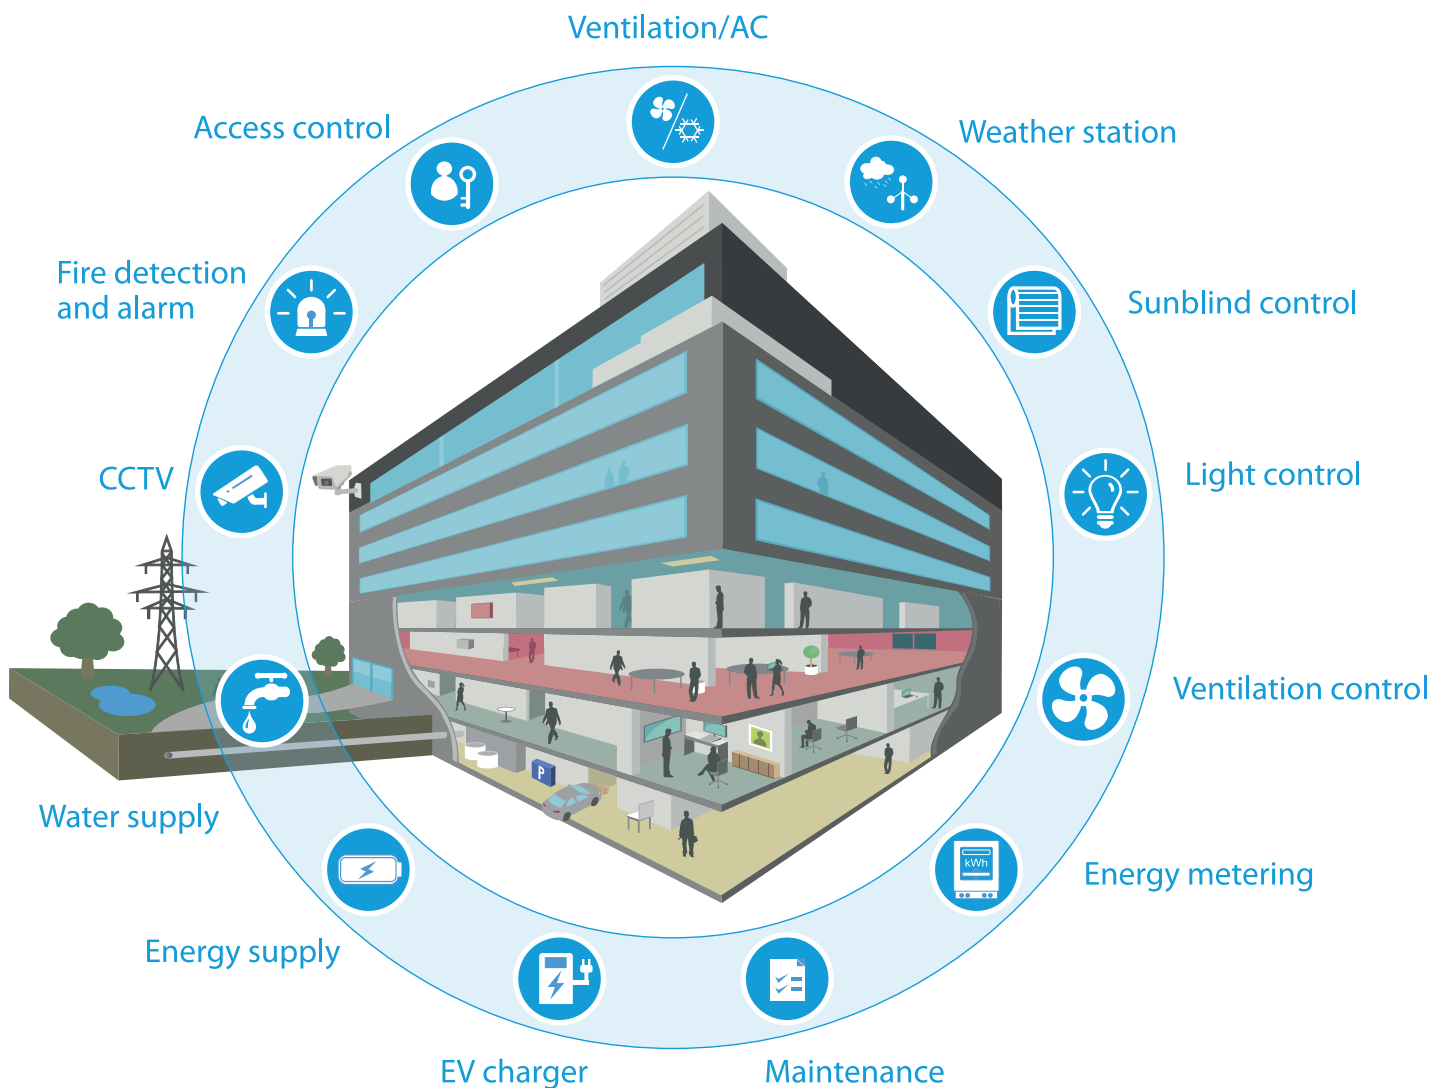 Ventilation/AC
Access control
Weather station
Fire detection
and alarm
Sunblind control
CCTV
Light control
Ventilation control
Water supply
P
kWh
Energy metering
Energy supply
EV charger
Maintenance